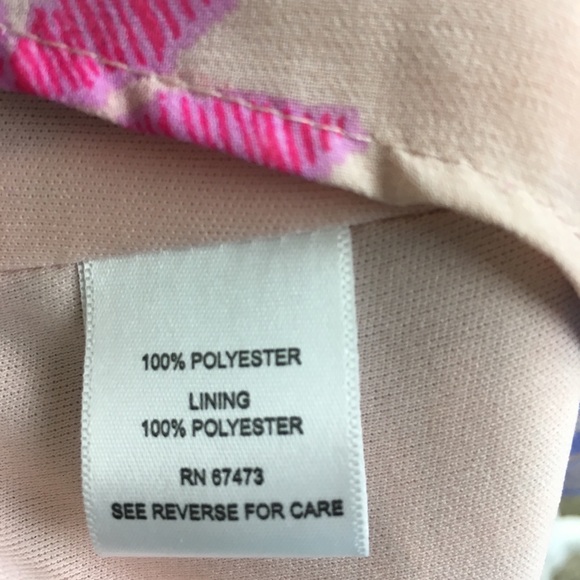 100% POLYESTER
LINING
100% POLYESTER
RN 67473
SEE REVERSE FOR CARE